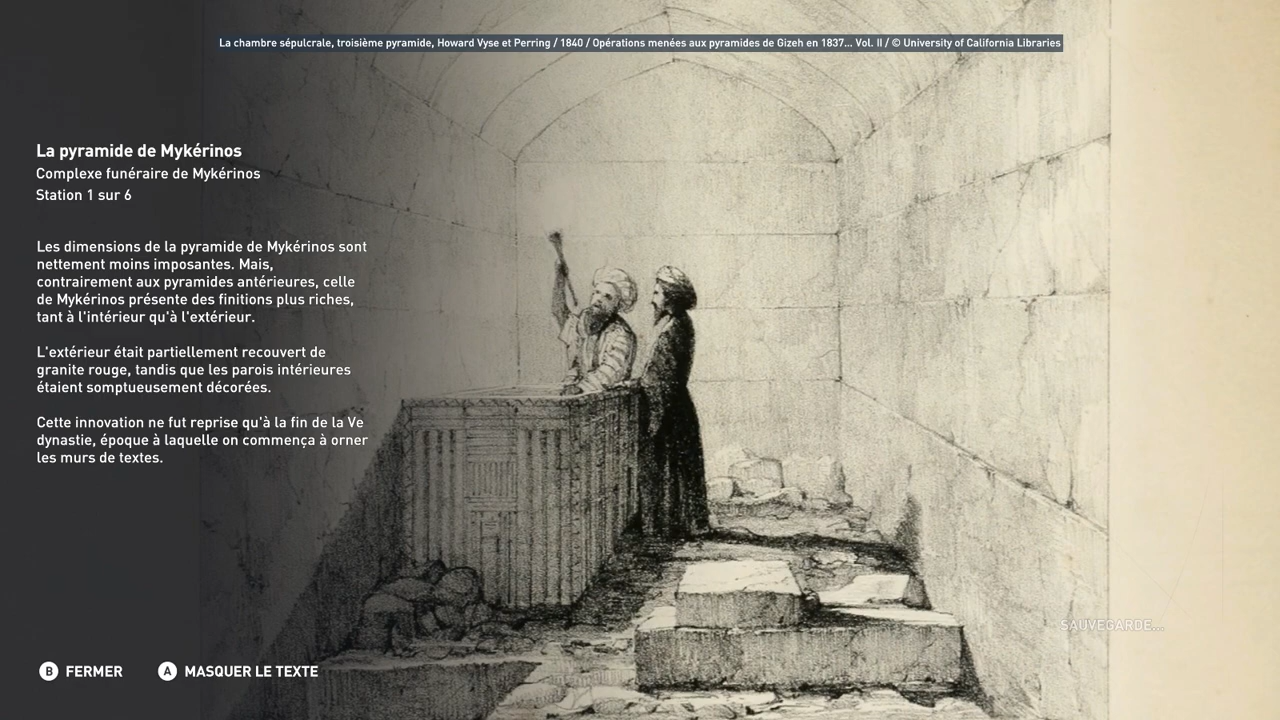 La chambre sépulcrale, troisième pyramide, Howard Vyse et Perring / 1840 / Opérations menées aux pyramides de Gizeh en 1837... Vol. II / © University of California Libraries
La pyramide de Mykérinos
Complexe funéraire de Mykérinos
Station 1 sur 6
Les dimensions de la pyramide de Mykérinos sont
nettement moins imposantes. Mais,
contrairement aux pyramides antérieures, celle
de Mykérinos présente des finitions plus riches,
tant à l'intérieur qu'à l'extérieur.
L'extérieur était partiellement recouvert de
granite rouge, tandis que les parois intérieures
étaient somptueusement décorées.
Cette innovation ne fut reprise qu'à la fin de la Ve
dynastie, époque à laquelle on commença à orner
les murs de textes.
SAUVEGARDE...
B FERMER A MASQUER LE TEXTE